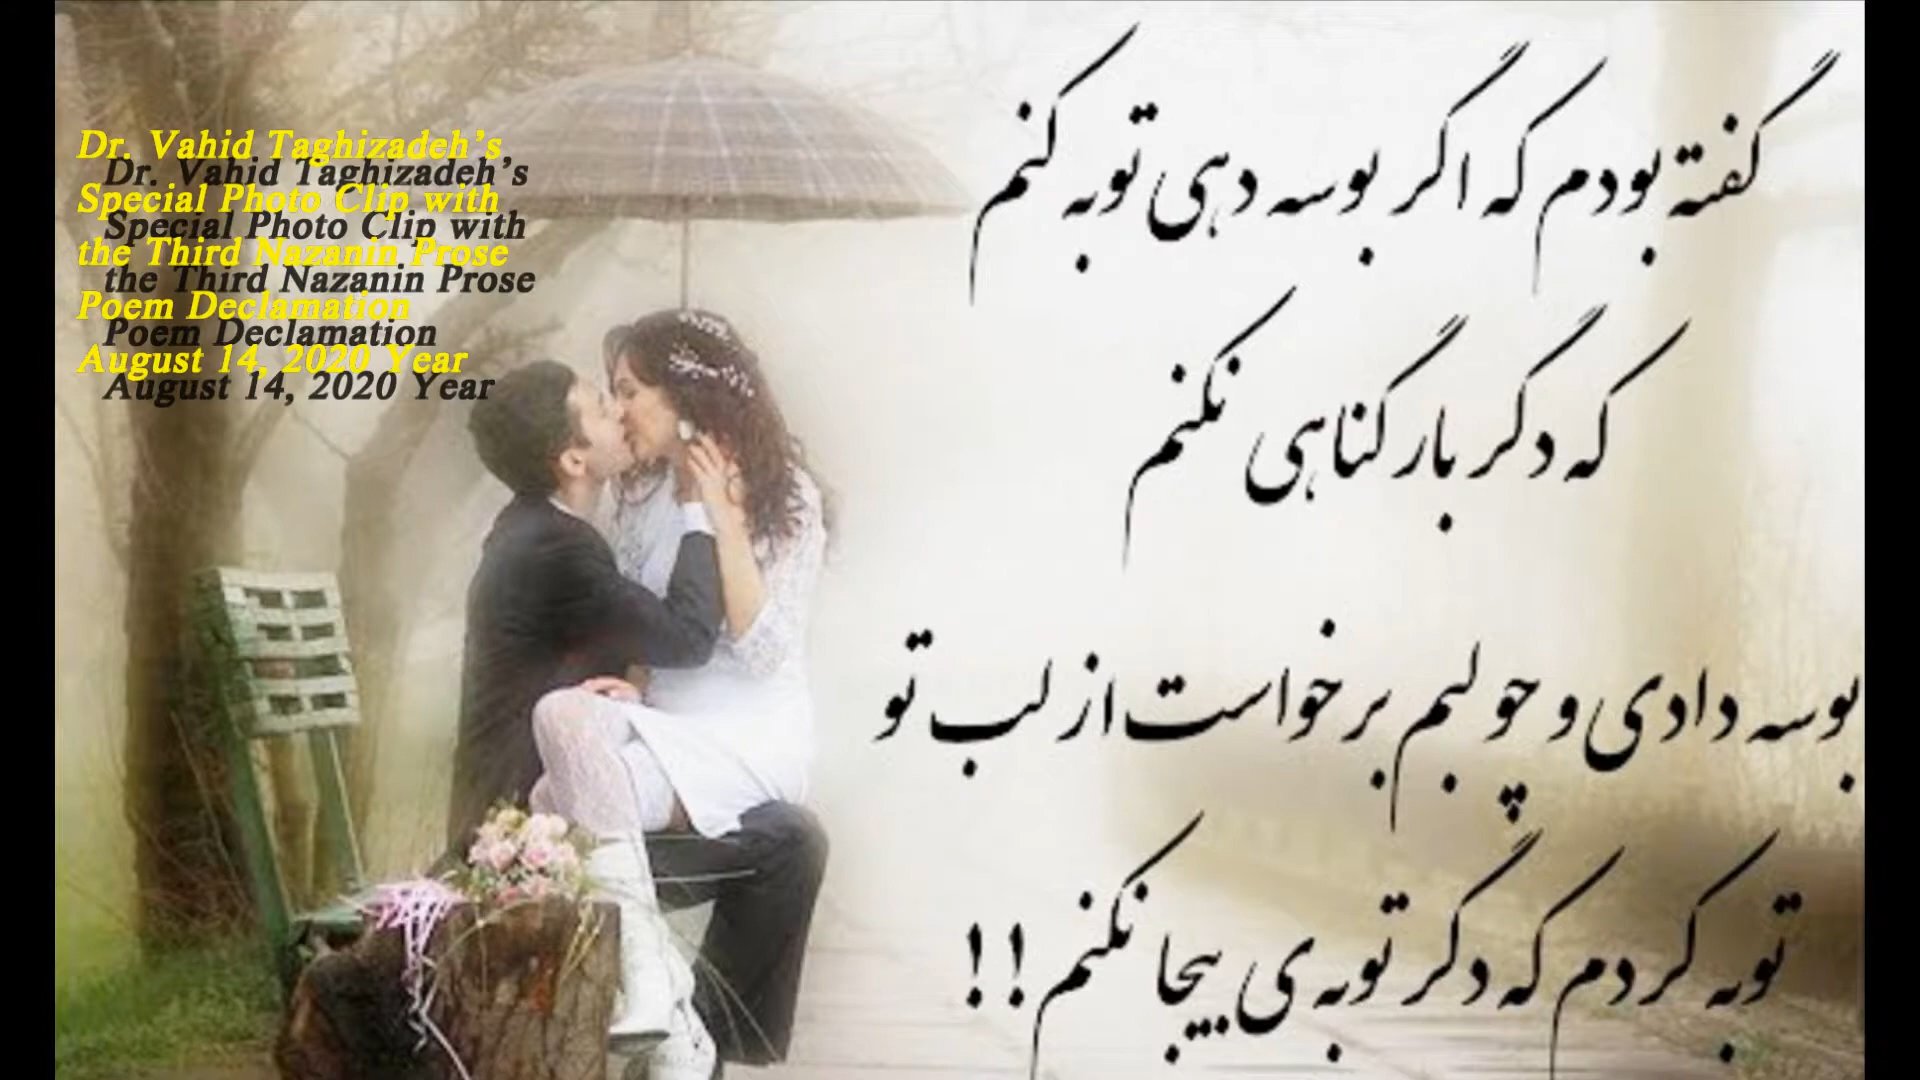 Dr. Vahid Taghizadeh's
Special Photo Clip with
the Third Nazanin Prose
Poem Declamation
August 14, 2020 Year
گفته بودم که اگر بوسه دهی توبه کنم
که دگر بار گناهی نکنم
بوسه دادی و چو لبم برخواست از لب تو
توبه کردم که دگر توبه ی بیجا نکنم!!